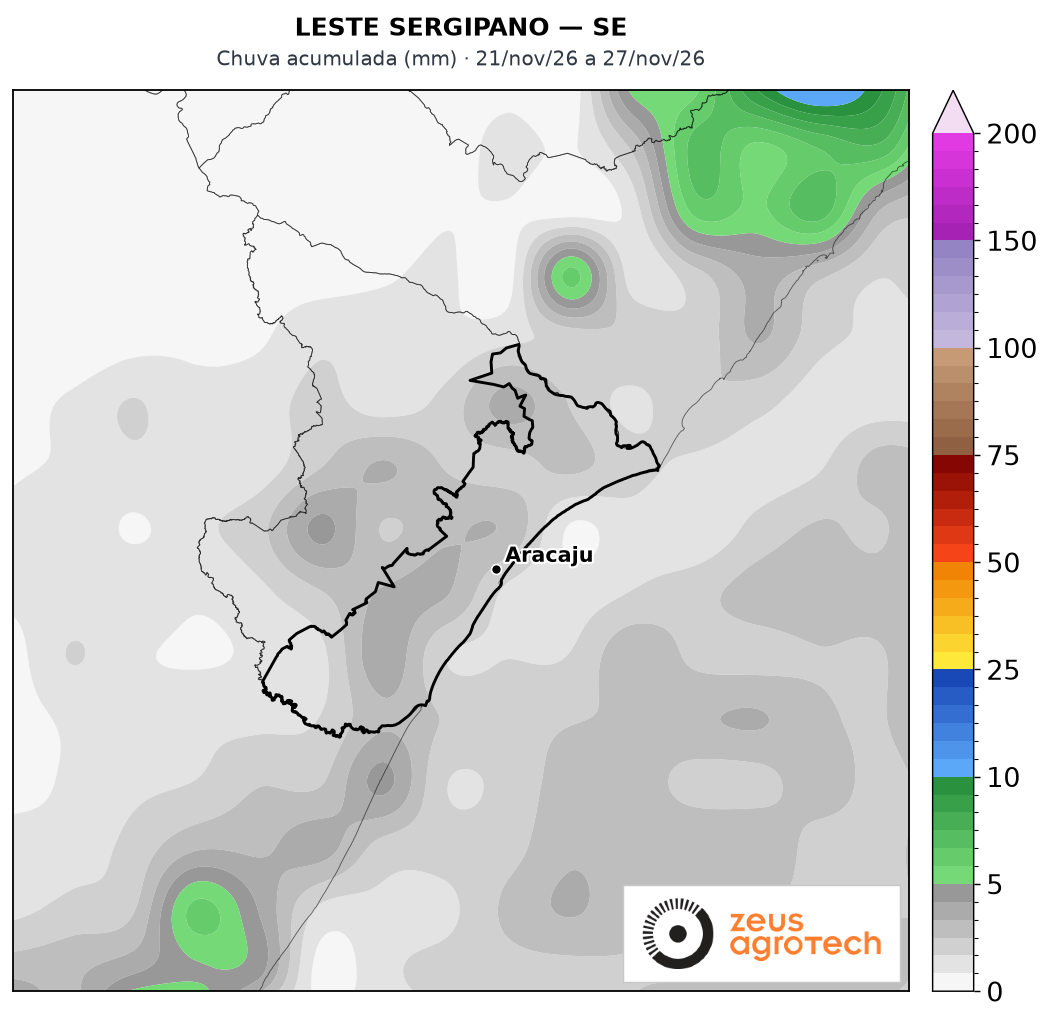 LESTE SERGIPANO — SE
Chuva acumulada (mm) · 21/nov/26 a 27/nov/26
200
150
100
75
50
25
10
5
0
Aracaju
zeus
agrotech